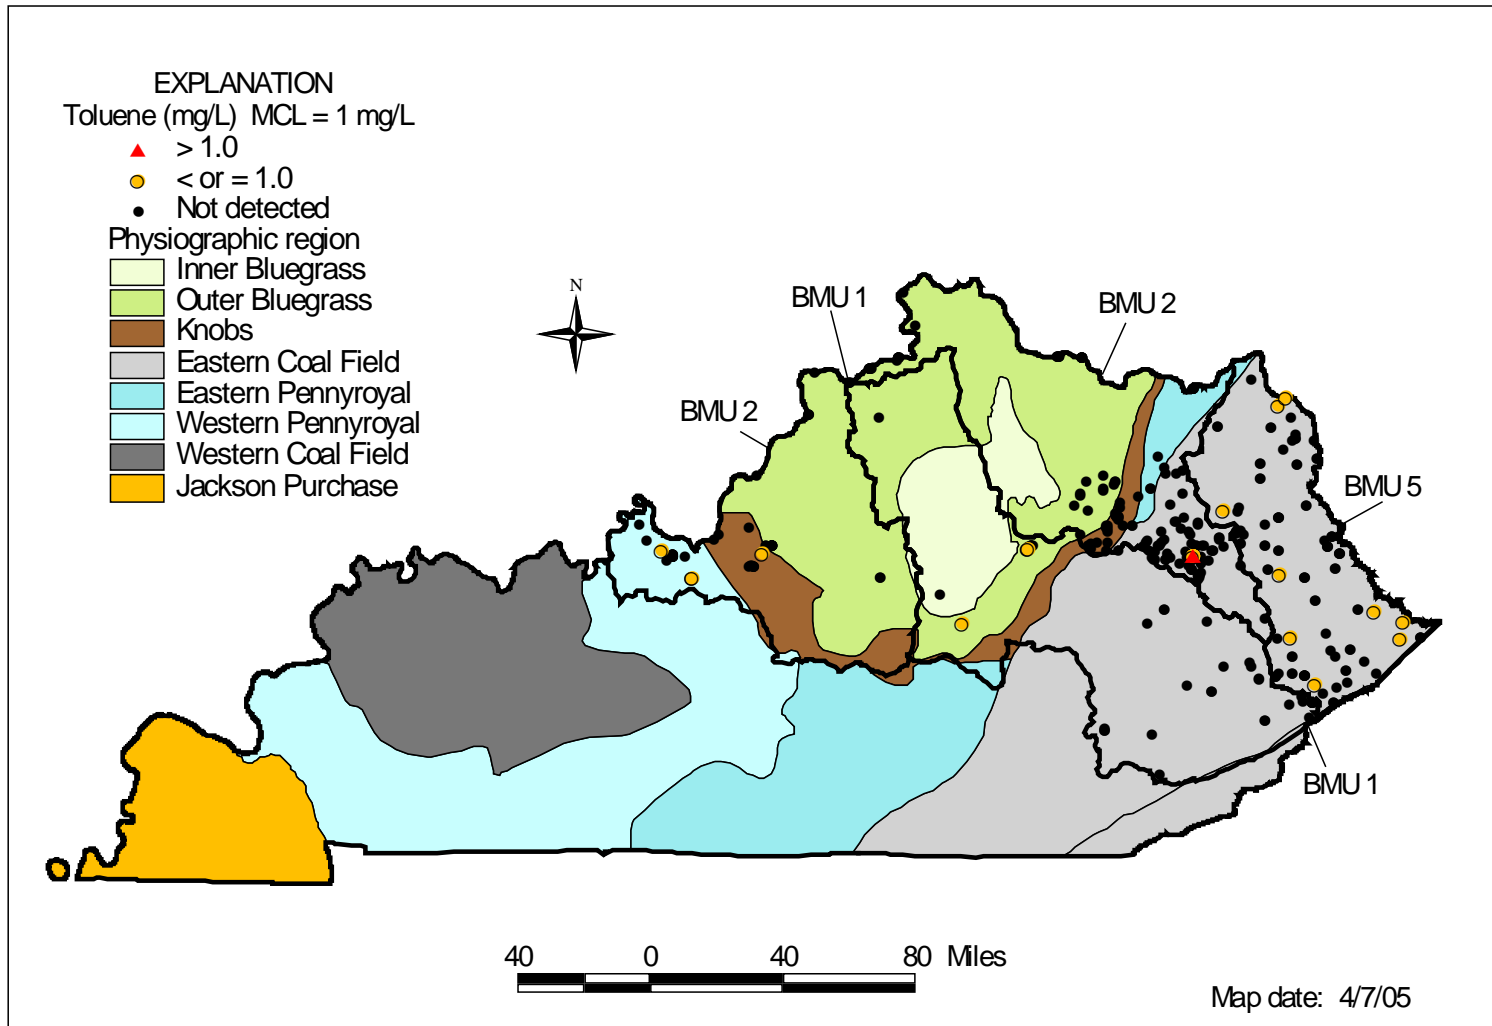 EXPLANATION
Toluene (mg/L) MCL = 1 mg/L
> 1.0
< or = 1.0
Not detected
Physiographic region
Inner Bluegrass
Outer Bluegrass
Knobs
Eastern Coal Field
Eastern Pennyroyal
Western Pennyroyal
Western Coal Field
Jackson Purchase
N
BMU 1
BMU 2
BMU 2
BMU 5
BMU 1
40 0 40 80 Miles
Map date: 4/7/05